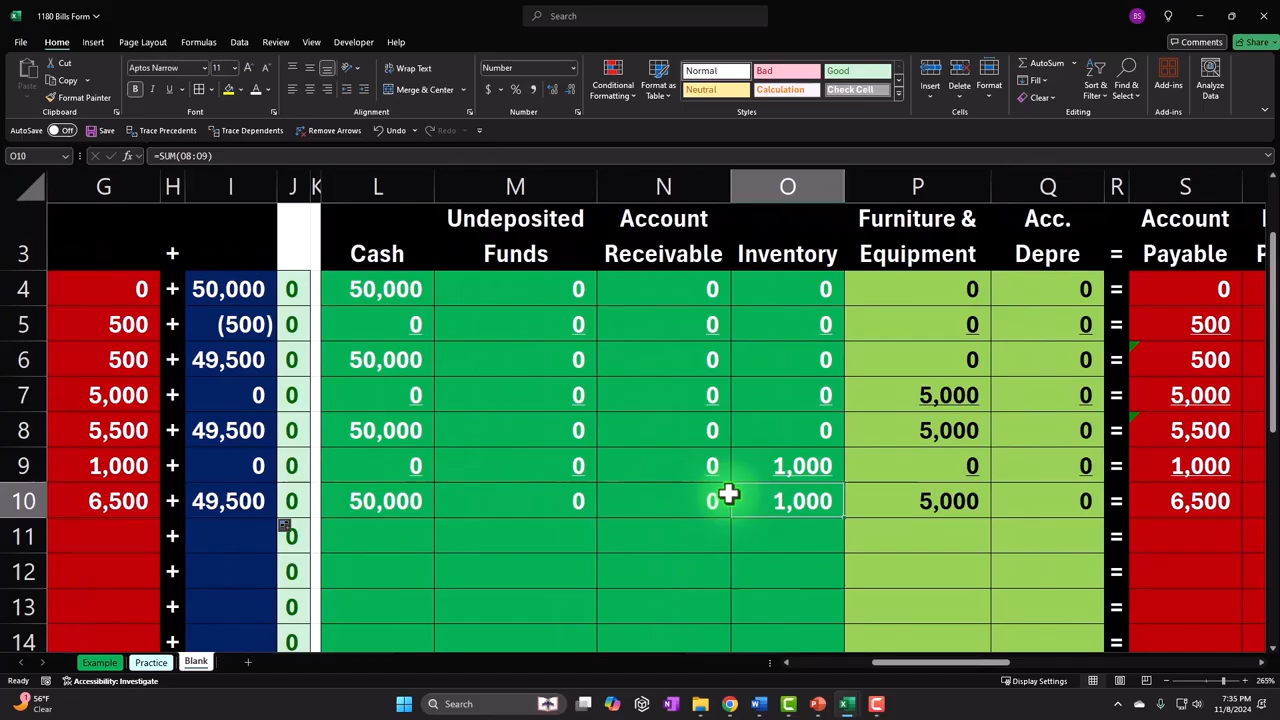 1180 Bills Form
Search
BS
File Home Insert Page Layout Formulas Data Review View Developer Help
Comments Share
Cut
Copy
Paste
Format Painter
Clipboard
Aptos Narrow 11
B I U
Font
Wrap Text
Merge & Center
Alignment
Number
$ % 9
Number
Conditional Formatting
Format as Table
Normal Bad Good
Neutral Calculation Check Cell
Styles
Insert Delete Format
Cells
AutoSum
Fill
Clear
Sort & Filter
Find & Select
Editing
Add-ins
Add-ins
Analyze Data
AutoSave Off Save Trace Precedents Trace Dependents Remove Arrows Undo Redo
O10 fx =SUM(O8:O9)
G H I J K L M N O P Q R S
Undeposited Account Furniture & Acc. Account
3 + Cash Funds Receivable Inventory Equipment Depre = Payable P
4 0 + 50,000 0 50,000 0 0 0 0 0 = 0
5 500 + (500) 0 0 0 0 0 0 0 = 500
6 500 + 49,500 0 50,000 0 0 0 0 0 = 500
7 5,000 + 0 0 0 0 0 0 5,000 0 = 5,000
8 5,500 + 49,500 0 50,000 0 0 0 5,000 0 = 5,500
9 1,000 + 0 0 0 0 0 1,000 0 0 = 1,000
10 6,500 + 49,500 0 50,000 0 0 1,000 5,000 0 = 6,500
11 + 0 =
12 + 0 =
13 + 0 =
14 + 0 =
Example Practice Blank +
Ready Accessibility: Investigate Display Settings 265%
1
56°F
Clear
Search
7:35 PM
11/8/2024